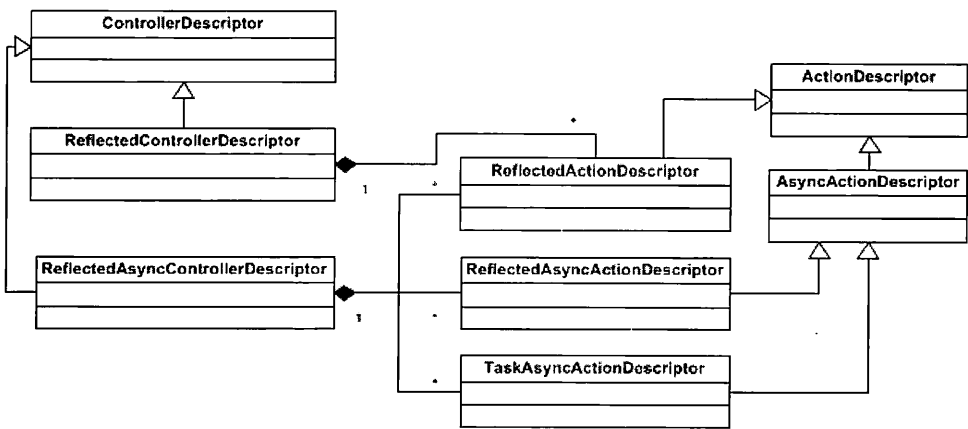 ControllerDescriptor
ActionDescriptor
ReflectedControllerDescriptor
*
ReflectedActionDescriptor
AsyncActionDescriptor
1
*
ReflectedAsyncControllerDescriptor
ReflectedAsyncActionDescriptor
1
*
TaskAsyncActionDescriptor
*